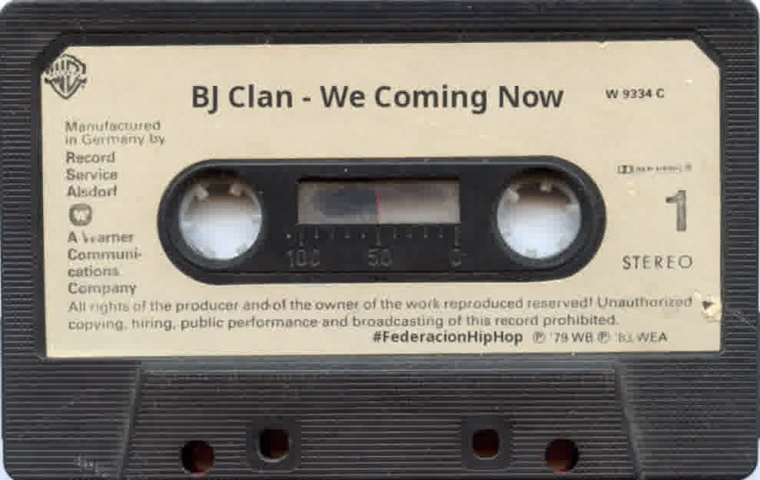 BJ Clan - We Coming Now
W 9334 C
Manufactured
in Germany by
Record
Service
Alsdorf
A Warner
Communi-
cations
Company
1
STEREO
100 50 0
All rights of the producer and of the owner of the work reproduced reserved! Unauthorized
copying, hiring, public performance and broadcasting of this record prohibited.
#FederacionHipHop ℗ '79 WB ℗ '83 WEA